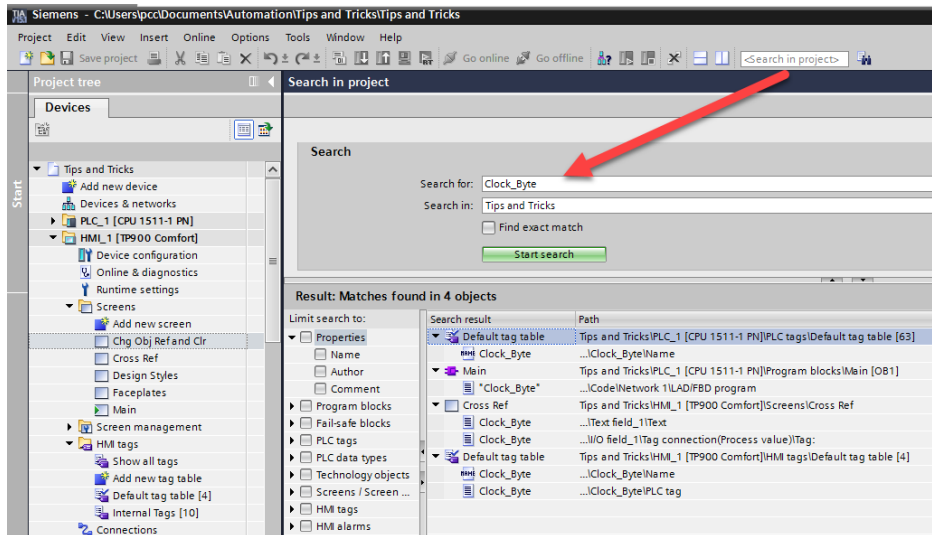 Siemens - C:\Users\pcc\Documents\Automation\Tips and Tricks\Tips and Tricks
Project Edit View Insert Online Options Tools Window Help
Save project Go online Go offline <Search in project>
Project tree
Devices
Start
Tips and Tricks
Add new device
Devices & networks
PLC_1 [CPU 1511-1 PN]
HMI_1 [TP900 Comfort]
Device configuration
Online & diagnostics
Runtime settings
Screens
Add new screen
Chg Obj Ref and Clr
Cross Ref
Design Styles
Faceplates
Main
Screen management
HMI tags
Show all tags
Add new tag table
Default tag table [4]
Internal Tags [10]
Connections
Search in project
Search
Search for: Clock_Byte
Search in: Tips and Tricks
Find exact match
Start search
Result: Matches found in 4 objects
Limit search to:
Properties
Name
Author
Comment
Program blocks
Fail-safe blocks
PLC tags
PLC data types
Technology objects
Screens / Screen ...
HMI tags
HMI alarms
Search result Path
Default tag table Tips and Tricks\PLC_1 [CPU 1511-1 PN]\PLC tags\Default tag table [63]
Clock_Byte ...\Clock_Byte\Name
Main Tips and Tricks\PLC_1 [CPU 1511-1 PN]\Program blocks\Main [OB1]
"Clock_Byte" ...\Code\Network 1\LAD/FBD program
Cross Ref Tips and Tricks\HMI_1 [TP900 Comfort]\Screens\Cross Ref
Clock_Byte ...\Text field_1\Text
Clock_Byte ...\I/O field_1\Tag connection(Process value)\Tag:
Default tag table Tips and Tricks\HMI_1 [TP900 Comfort]\HMI tags\Default tag table [4]
Clock_Byte ...\Clock_Byte\Name
Clock_Byte ...\Clock_Byte\PLC tag